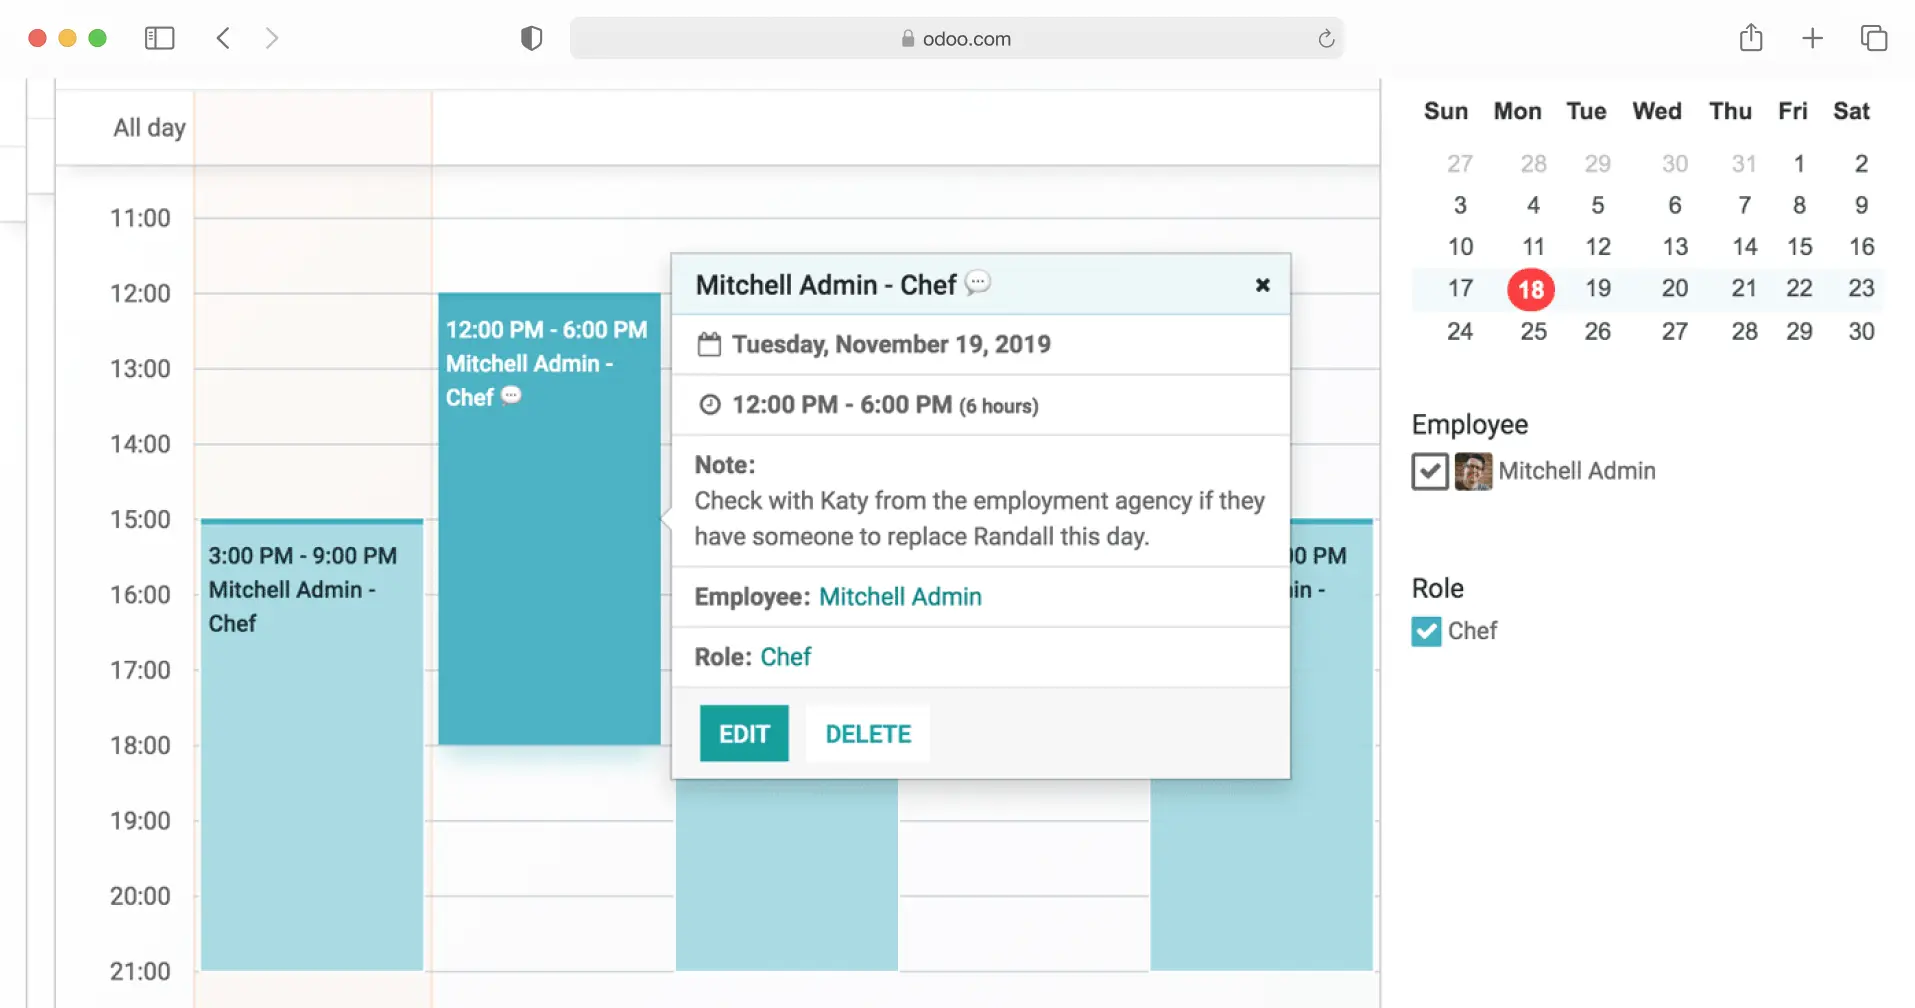 odoo.com
All day
11:00
12:00
13:00
14:00
15:00
16:00
17:00
18:00
19:00
20:00
21:00
3:00 PM - 9:00 PM
Mitchell Admin -
Chef
12:00 PM - 6:00 PM
Mitchell Admin -
Chef
Mitchell Admin - Chef
Tuesday, November 19, 2019
12:00 PM - 6:00 PM (6 hours)
Note:
Check with Katy from the employment agency if they
have someone to replace Randall this day.
Employee: Mitchell Admin
Role: Chef
EDIT DELETE
PM
Sun Mon Tue Wed Thu Fri Sat
27 28 29 30 31 1 2
3 4 5 6 7 8 9
10 11 12 13 14 15 16
17 18 19 20 21 22 23
24 25 26 27 28 29 30
Employee
Mitchell Admin
Role
Chef